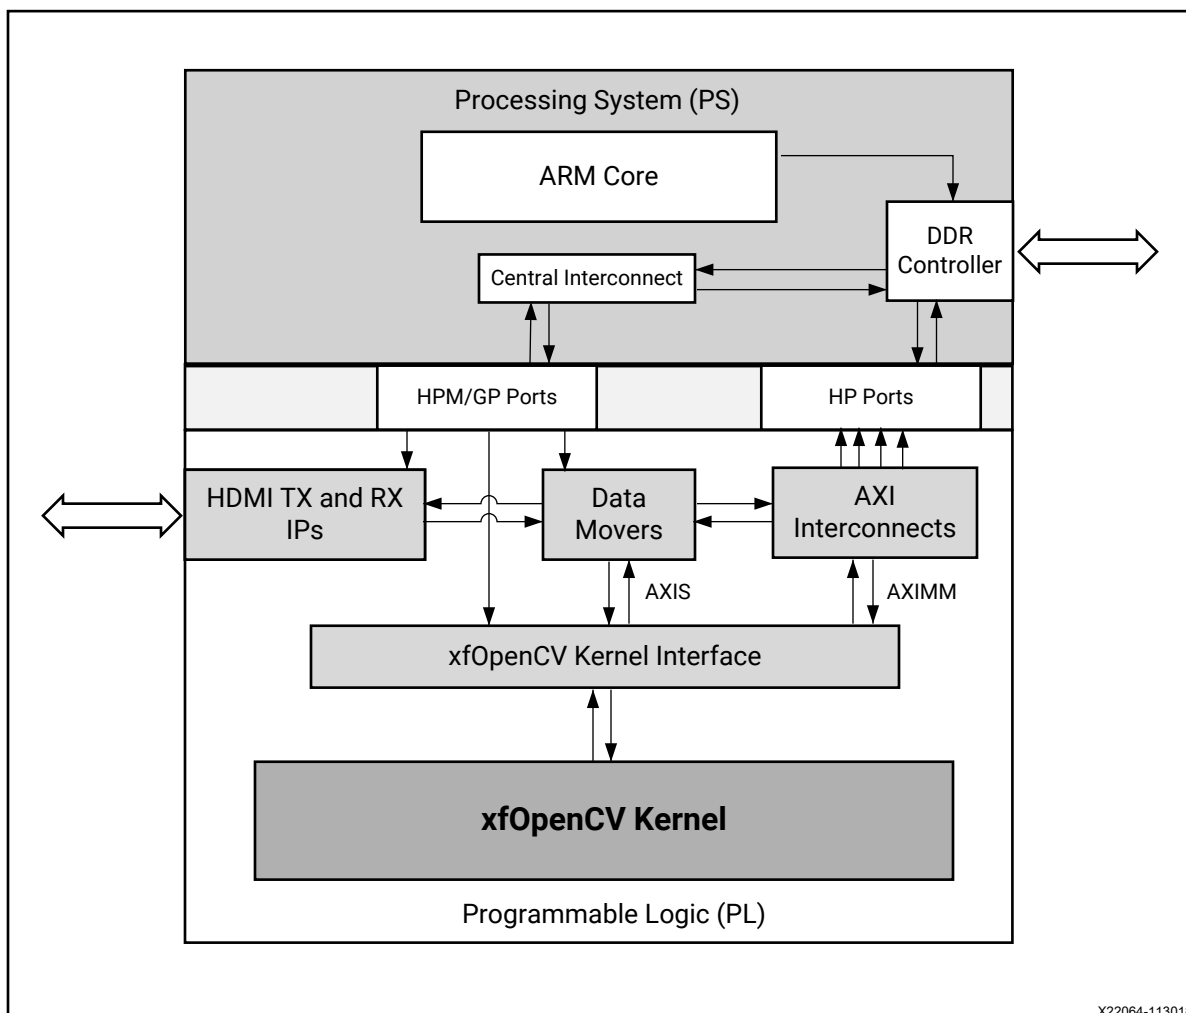 Processing System (PS)
ARM Core
DDR
Controller
Central Interconnect
HPM/GP Ports
HP Ports
HDMI TX and RX
IPs
Data
Movers
AXI
Interconnects
AXIS
AXIMM
xfOpenCV Kernel Interface
xfOpenCV Kernel
Programmable Logic (PL)